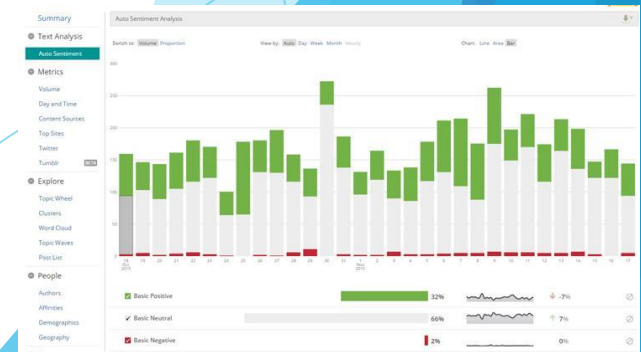 Summary
Text Analysis
Auto Sentiment
Metrics
Volume
Day and Time
Content Sources
Top Sites
Twitter
Tumblr BETA
Explore
Topic Wheel
Clusters
Word Cloud
Topic Waves
Post List
People
Authors
Affinities
Demographics
Geography
Auto Sentiment Analysis
Switch to: Volume Proportion View by: Auto Day Week Month Hourly Chart: Line Area Bar
300
250
200
150
100
50
0
18 19 20 21 22 23 24 25 26 27 28 29 30 31 1 2 3 4 5 6 7 8 9 10 11 12 13 14 15 16 17
Oct Nov
2015 2015
Basic Positive 32% -7%
Basic Neutral 66% 7%
Basic Negative 2% 0%